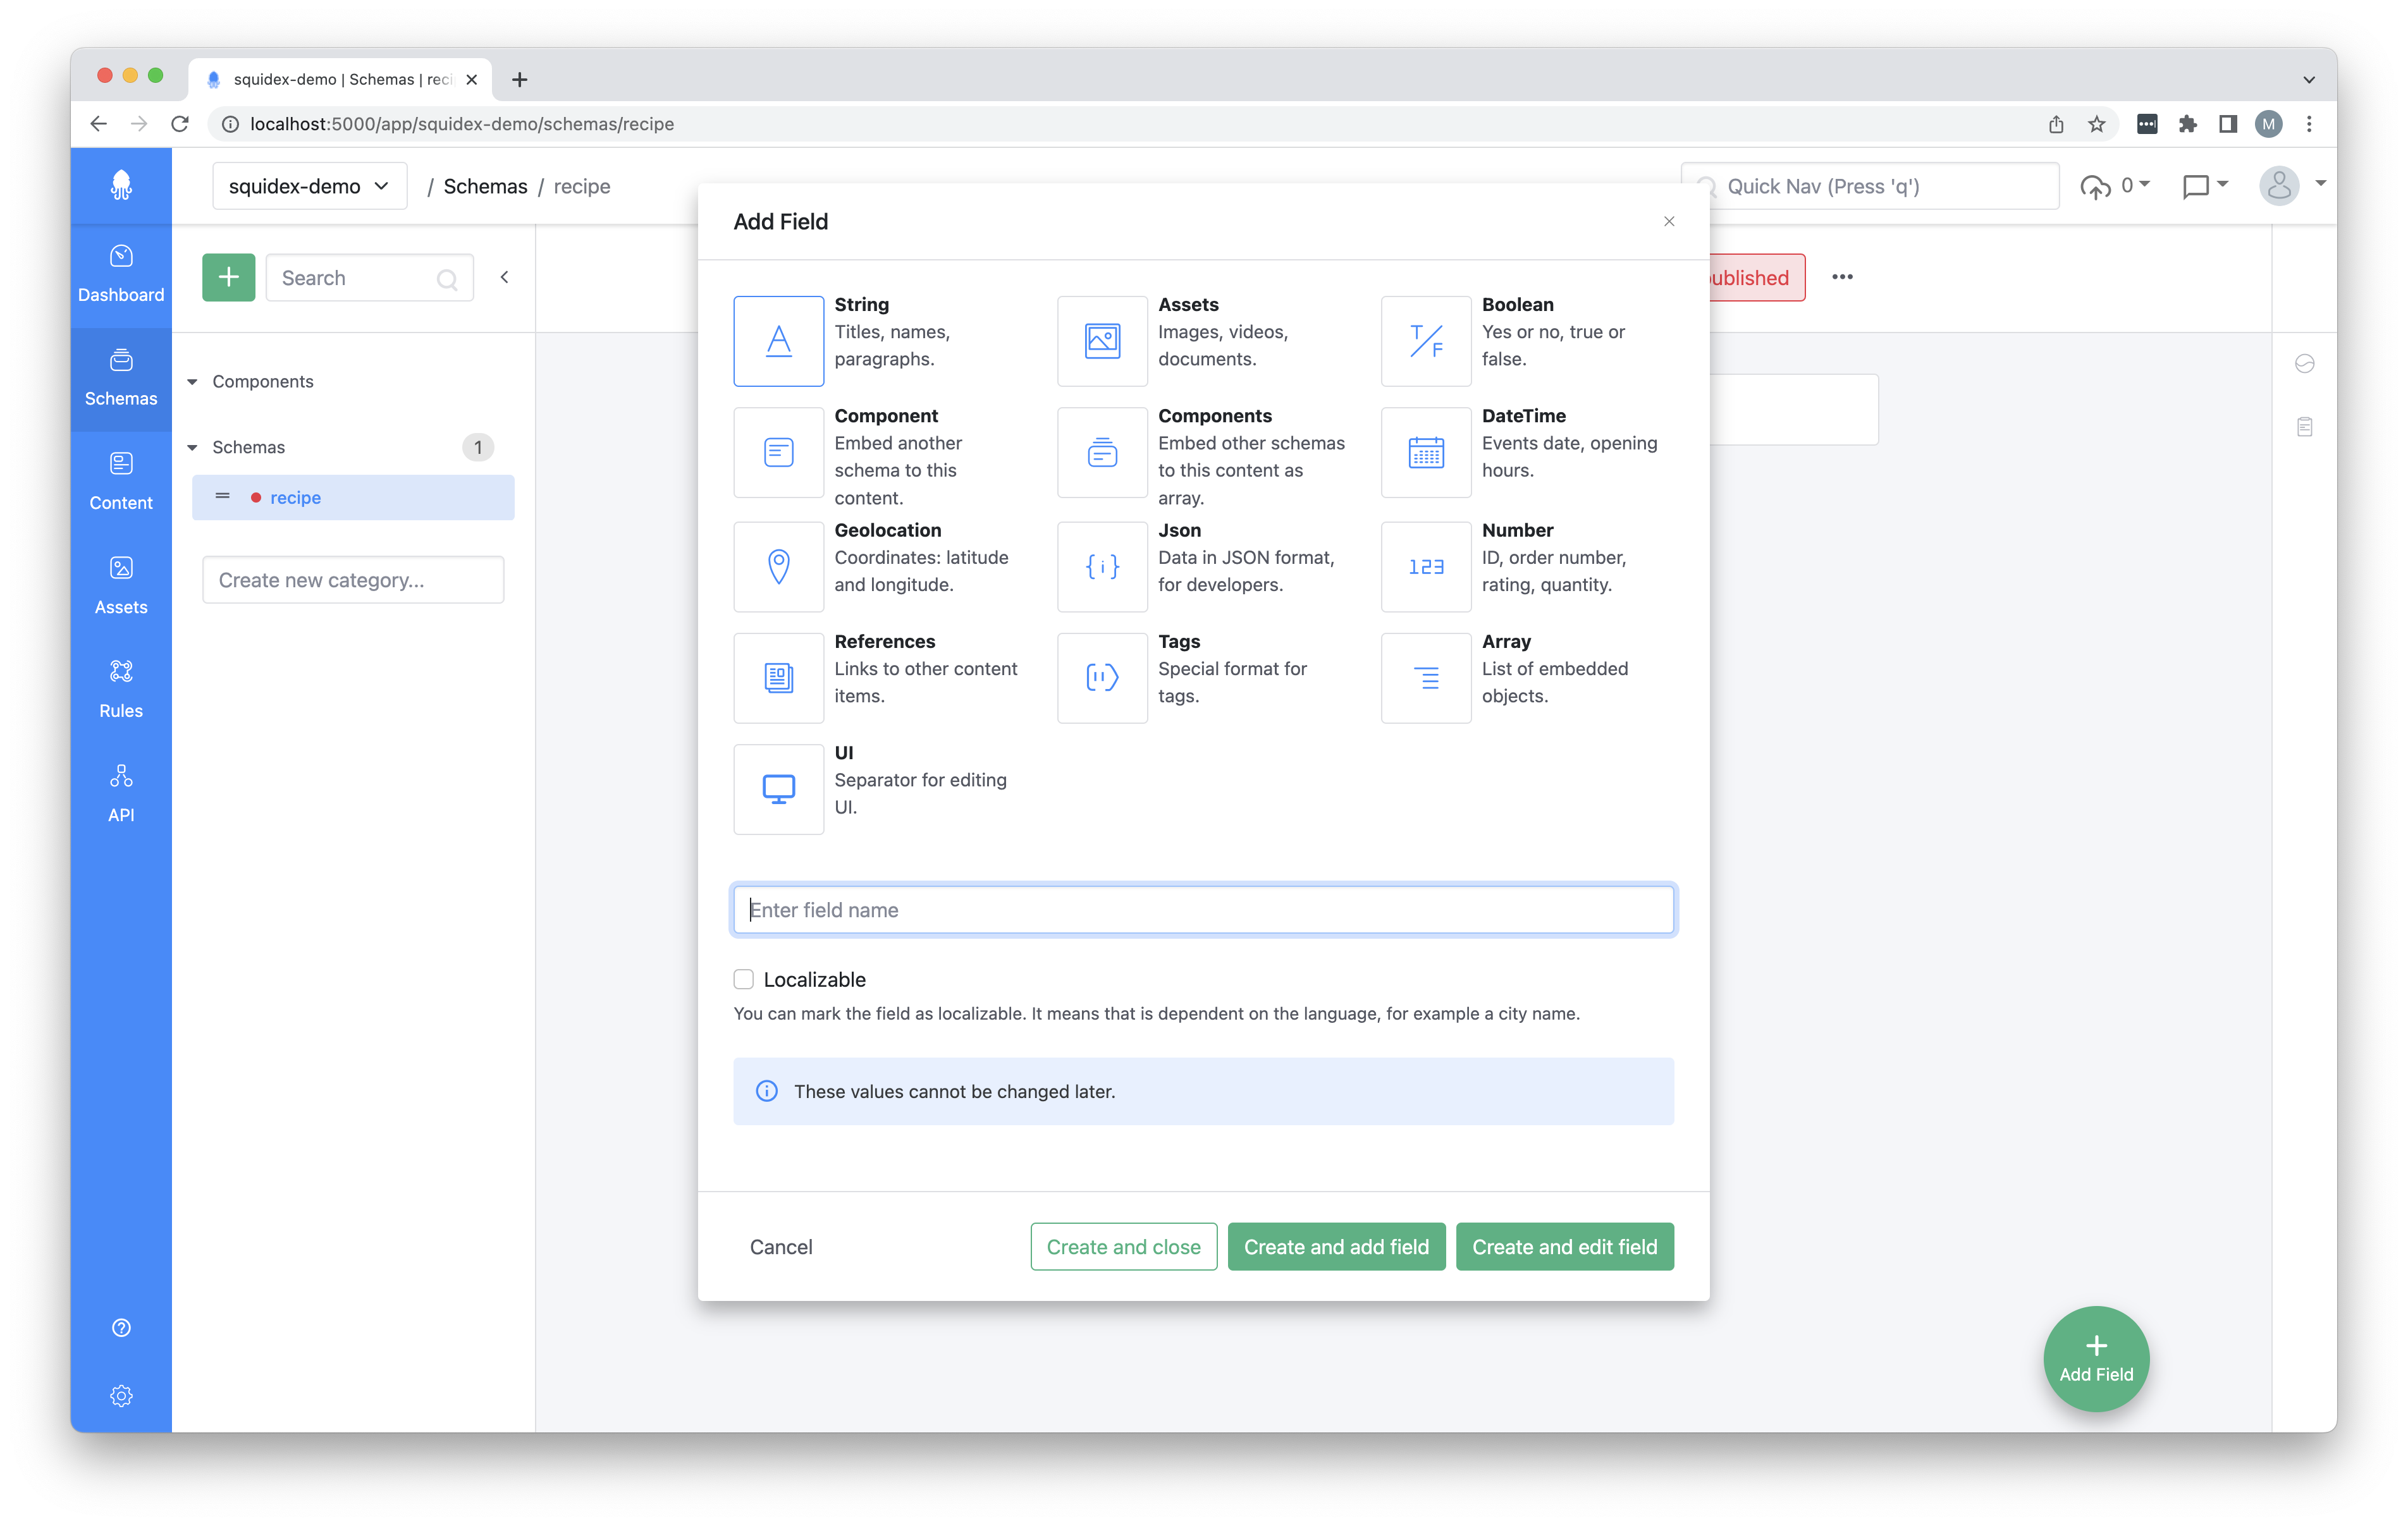 squidex-demo | Schemas | reci
localhost:5000/app/squidex-demo/schemas/recipe
M
squidex-demo / Schemas / recipe
Quick Nav (Press 'q')
0
Dashboard
Schemas
Content
Assets
Rules
API
Search
Components
Schemas 1
recipe
Create new category...
ublished
Add Field
String
Titles, names,
paragraphs.
Assets
Images, videos,
documents.
Boolean
Yes or no, true or
false.
Component
Embed another
schema to this
content.
Components
Embed other schemas
to this content as
array.
DateTime
Events date, opening
hours.
Geolocation
Coordinates: latitude
and longitude.
Json
Data in JSON format,
for developers.
123
Number
ID, order number,
rating, quantity.
References
Links to other content
items.
Tags
Special format for
tags.
Array
List of embedded
objects.
UI
Separator for editing
UI.
Enter field name
Localizable
You can mark the field as localizable. It means that is dependent on the language, for example a city name.
These values cannot be changed later.
Cancel
Create and close
Create and add field
Create and edit field
Add Field